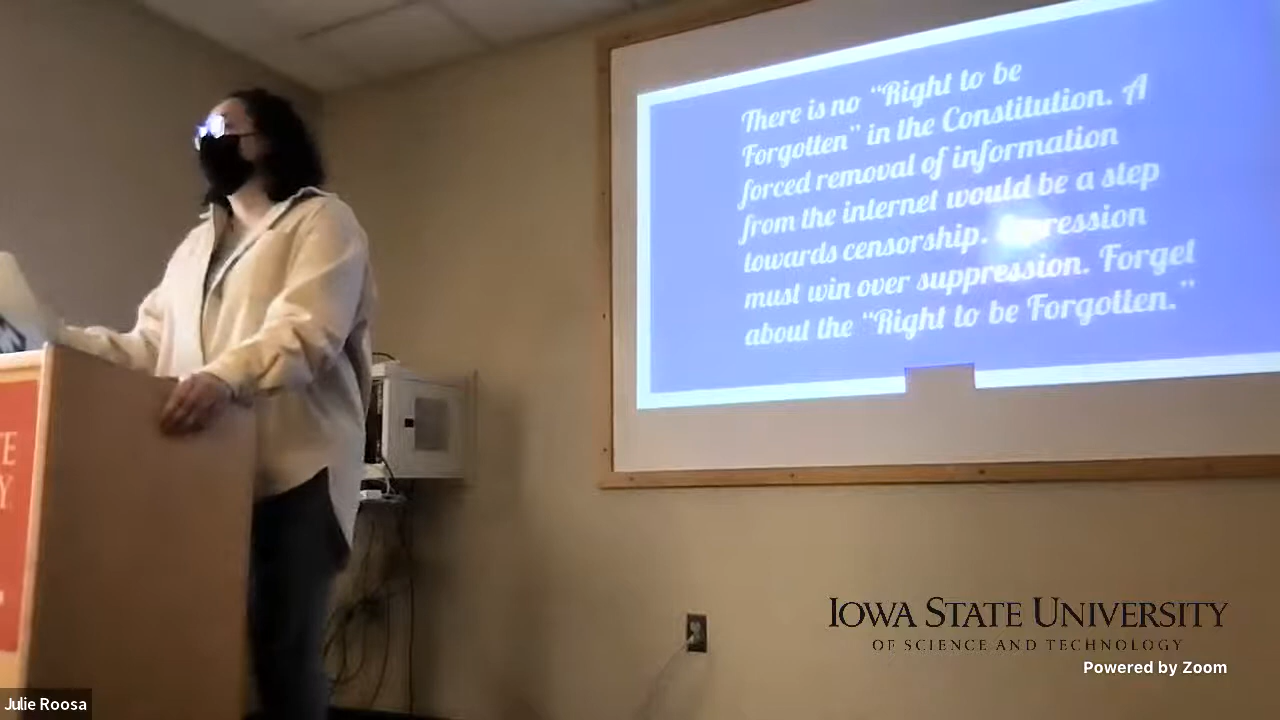 There is no “Right to be
Forgotten” in the Constitution. A
forced removal of information
from the internet would be a step
towards censorship.
must win over suppression. Forget
about the “Right to be Forgotten.”
IOWA STATE UNIVERSITY
OF SCIENCE AND TECHNOLOGY
Powered by Zoom
Julie Roosa